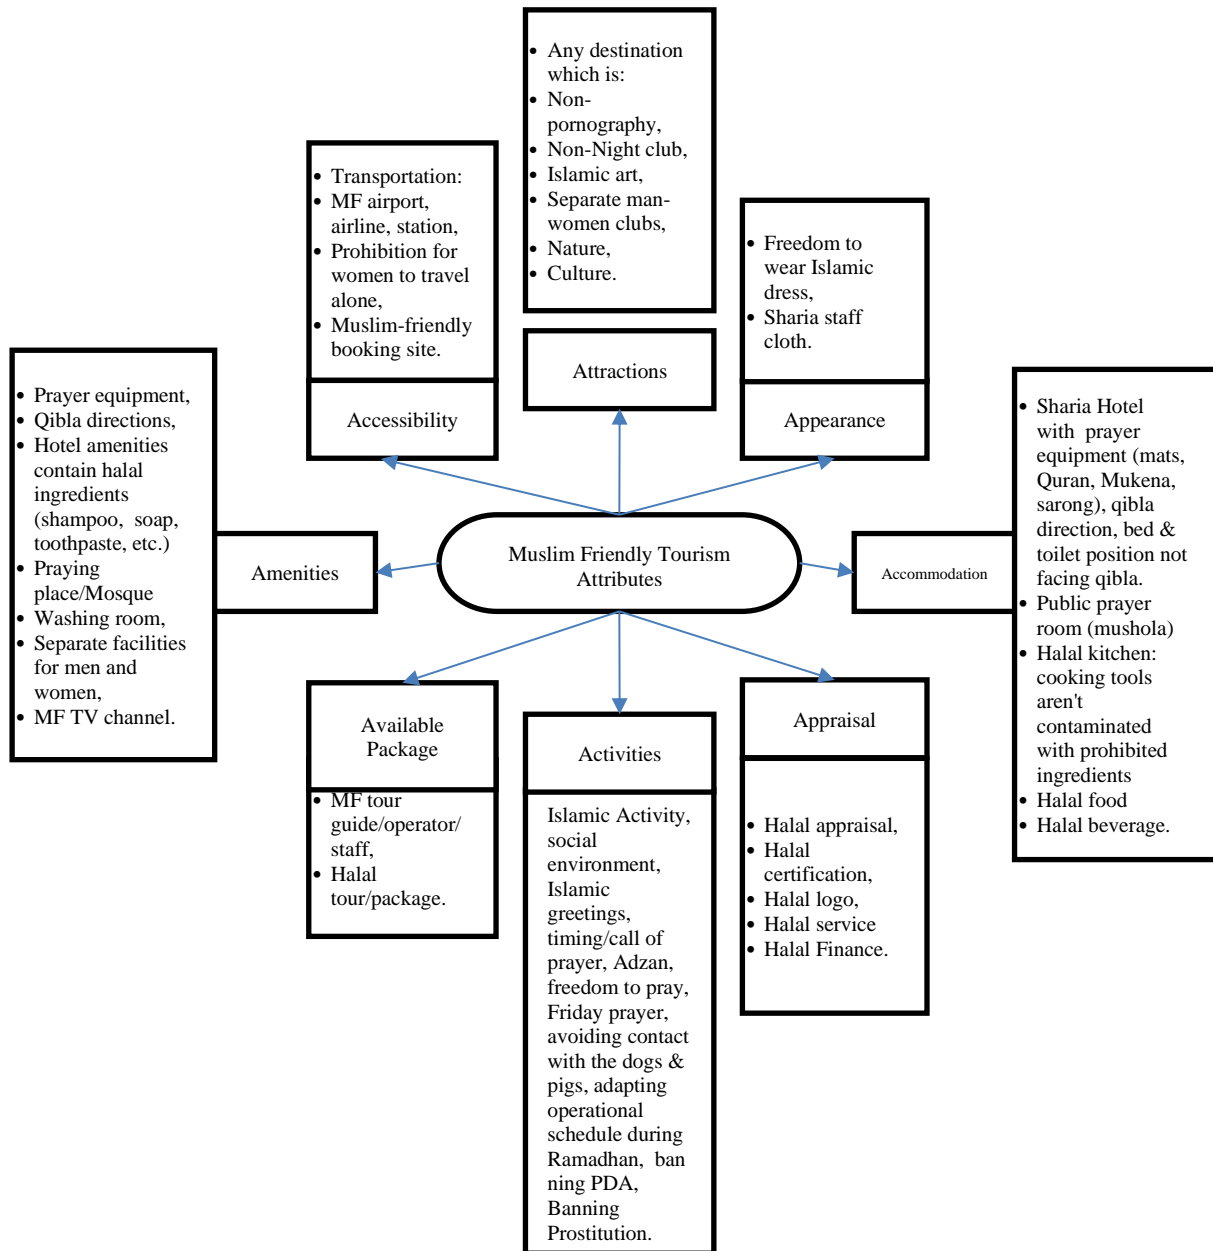 • Any destination
which is:
• Non-
pornography,
• Non-Night club,
• Islamic art,
• Separate man-
women clubs,
• Nature,
• Culture.
Attractions
• Transportation:
• MF airport,
airline, station,
• Prohibition for
women to travel
alone,
• Muslim-friendly
booking site.
Accessibility
• Freedom to
wear Islamic
dress,
• Sharia staff
cloth.
Appearance
• Prayer equipment,
• Qibla directions,
• Hotel amenities
contain halal
ingredients
(shampoo, soap,
toothpaste, etc.)
• Praying
place/Mosque
• Washing room,
• Separate facilities
for men and
women,
• MF TV channel.
Amenities
Muslim Friendly Tourism
Attributes
Accommodation
• Sharia Hotel
with prayer
equipment (mats,
Quran, Mukena,
sarong), qibla
direction, bed &
toilet position not
facing qibla.
• Public prayer
room (mushola)
• Halal kitchen:
cooking tools
aren't
contaminated
with prohibited
ingredients
• Halal food
• Halal beverage.
Available
Package
• MF tour
guide/operator/
staff,
• Halal
tour/package.
Activities
Islamic Activity,
social
environment,
Islamic
greetings,
timing/call of
prayer, Adzan,
freedom to pray,
Friday prayer,
avoiding contact
with the dogs &
pigs, adapting
operational
schedule during
Ramadhan, ban
ning PDA,
Banning
Prostitution.
Appraisal
• Halal appraisal,
• Halal
certification,
• Halal logo,
• Halal service
• Halal Finance.